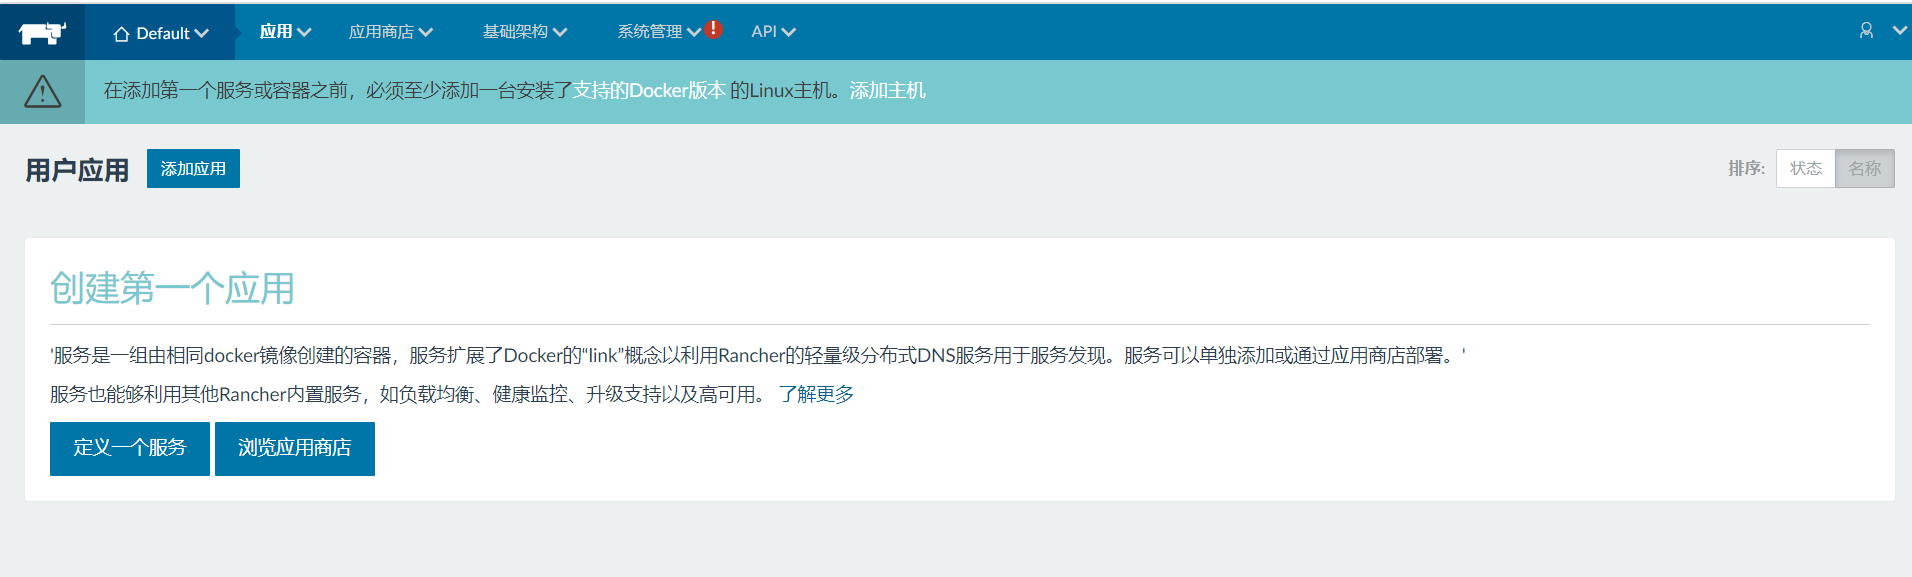 Default 应用 应用商店 基础架构 系统管理 ! API
在添加第一个服务或容器之前，必须至少添加一台安装了支持的Docker版本 的Linux主机。添加主机
用户应用 添加应用 排序: 状态 名称
创建第一个应用
'服务是一组由相同docker镜像创建的容器，服务扩展了Docker的“link”概念以利用Rancher的轻量级分布式DNS服务用于服务发现。服务可以单独添加或通过应用商店部署。'
服务也能够利用其他Rancher内置服务，如负载均衡、健康监控、升级支持以及高可用。 了解更多
定义一个服务 浏览应用商店